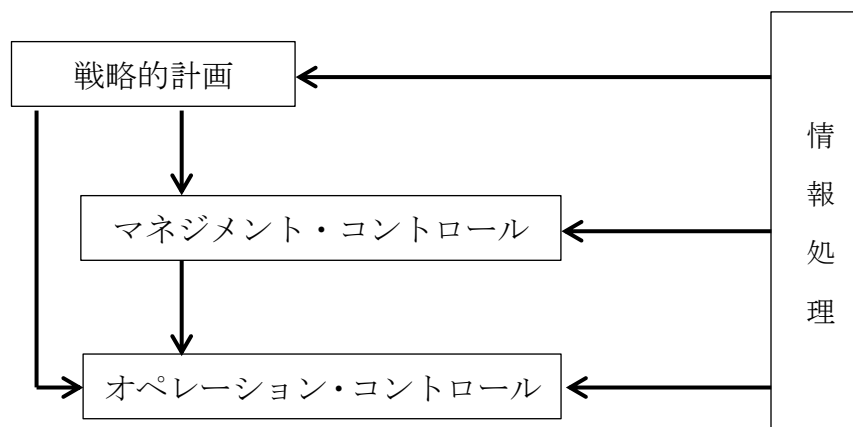 戦略的計画
マネジメント・コントロール
オペレーション・コントロール
情報処理